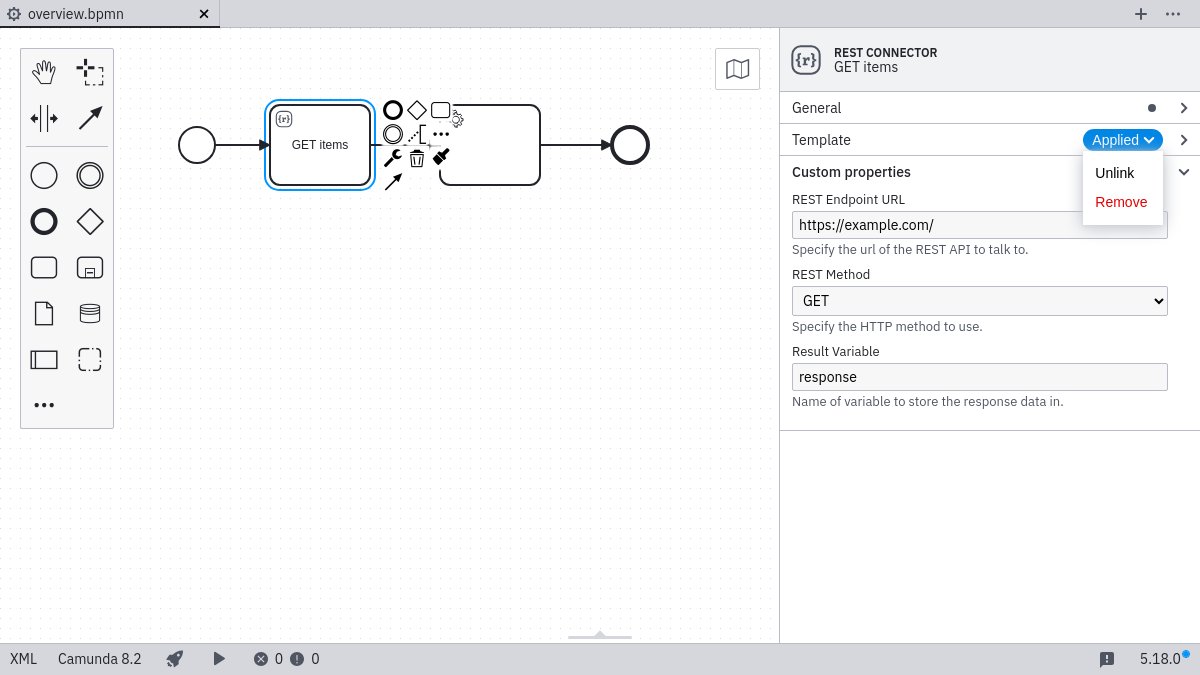 overview.bpmn
{r}
GET items
{r}
REST CONNECTOR
GET items
General
Template
Applied
Unlink
Remove
Custom properties
REST Endpoint URL
https://example.com/
Specify the url of the REST API to talk to.
REST Method
GET
Specify the HTTP method to use.
Result Variable
response
Name of variable to store the response data in.
XML
Camunda 8.2
0
0
5.18.0